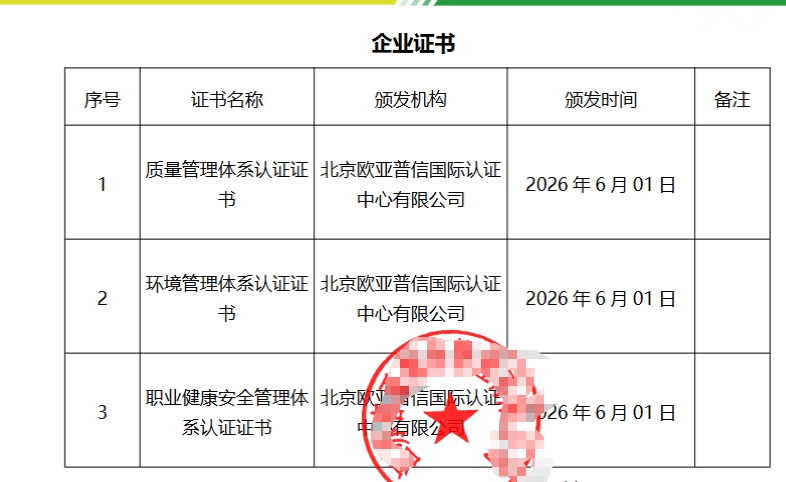 企业证书
序号 证书名称 颁发机构 颁发时间 备注
1 质量管理体系认证证书 北京欧亚普信国际认证中心有限公司 2026 年 6 月 01 日
2 环境管理体系认证证书 北京欧亚普信国际认证中心有限公司 2026 年 6 月 01 日
3 职业健康安全管理体系认证证书 北京欧亚普信国际认证中心有限公司 2026 年 6 月 01 日